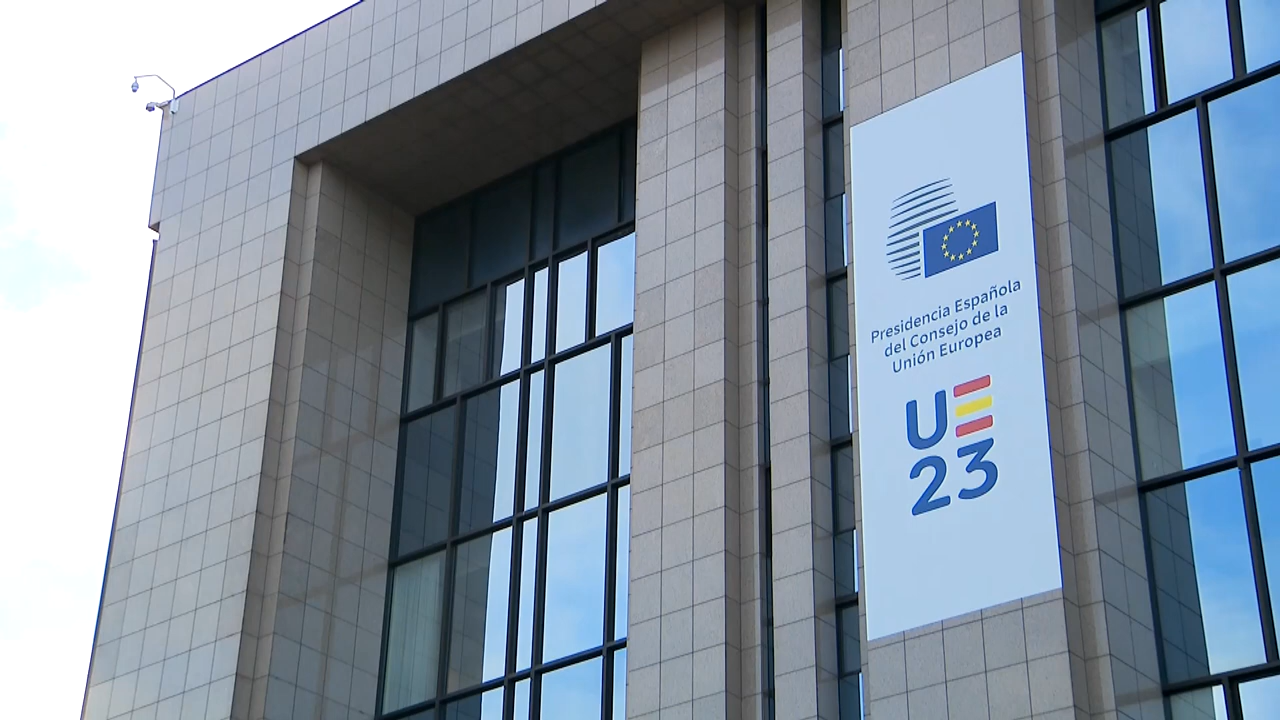 Presidencia Española
del Consejo de la
Unión Europea
UE
23